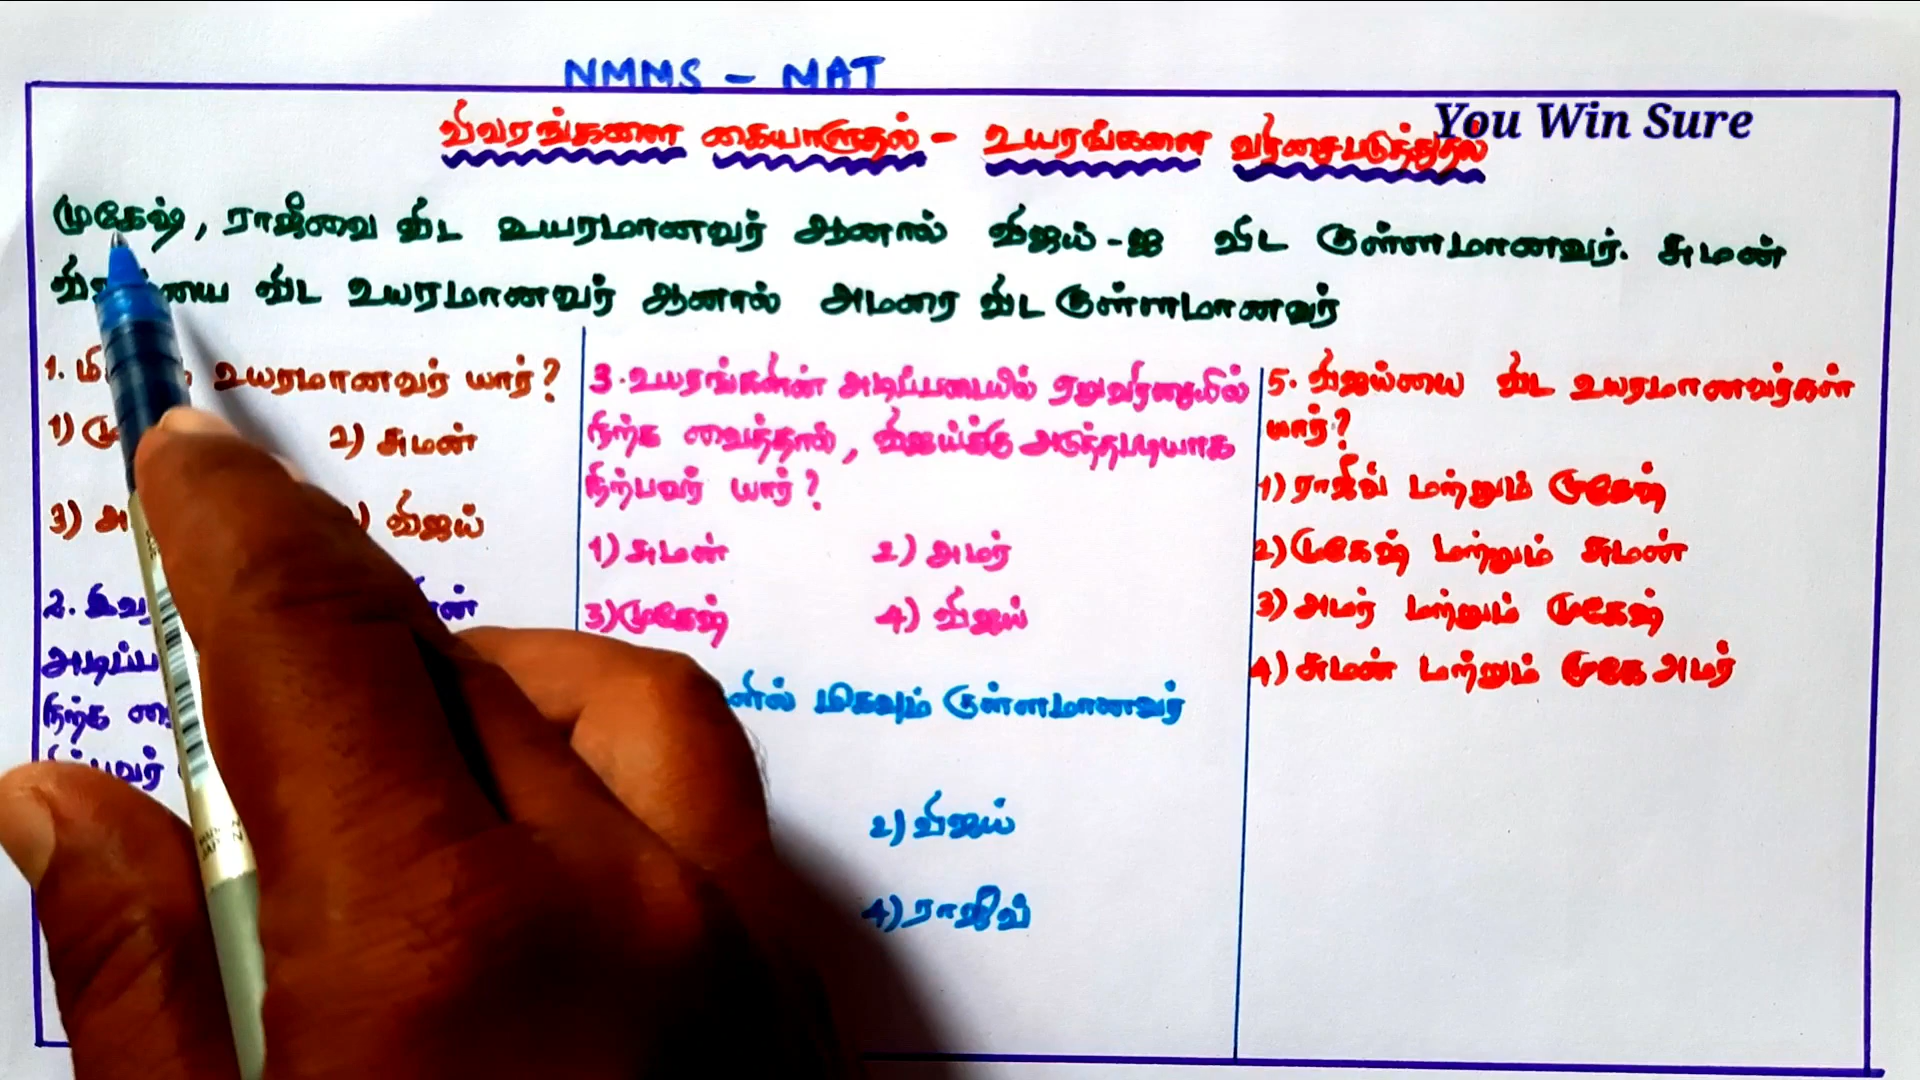 NMMS - MAT
You Win Sure
விவரங்களை கையாளுதல் - உயரங்களை வரிசைபடுத்துதல்
முகேஷ், ராஜீவை விட உயரமானவர் ஆனால் விஜய்-ஐ விட குள்ளமானவர். சுமன்
விட உயரமானவர் ஆனால் அமரை விட குள்ளமானவர்
1. உயரமானவர் யார்?
1)
2) சுமன்
3)
விஜய்
2.
நிற்க
3. உயரங்களின் அடிப்படையில் ஏறுவரிசையில்
நிற்க வைத்தால், விஜய்க்கு அடுத்தபடியாக
நிற்பவர் யார்?
1) சுமன் 2) அமர்
3) முகேஷ் 4) விஜய்
மிகவும் குள்ளமானவர்
2) விஜய்
4) ராஜீவ்
5. விஜய்யை விட உயரமானவர்கள்
யார்?
1) ராஜீவ் மற்றும் முகேஷ்
2) முகேஷ் மற்றும் சுமன்
3) அமர் மற்றும் முகேஷ்
4) சுமன் மற்றும் முகே அமர்